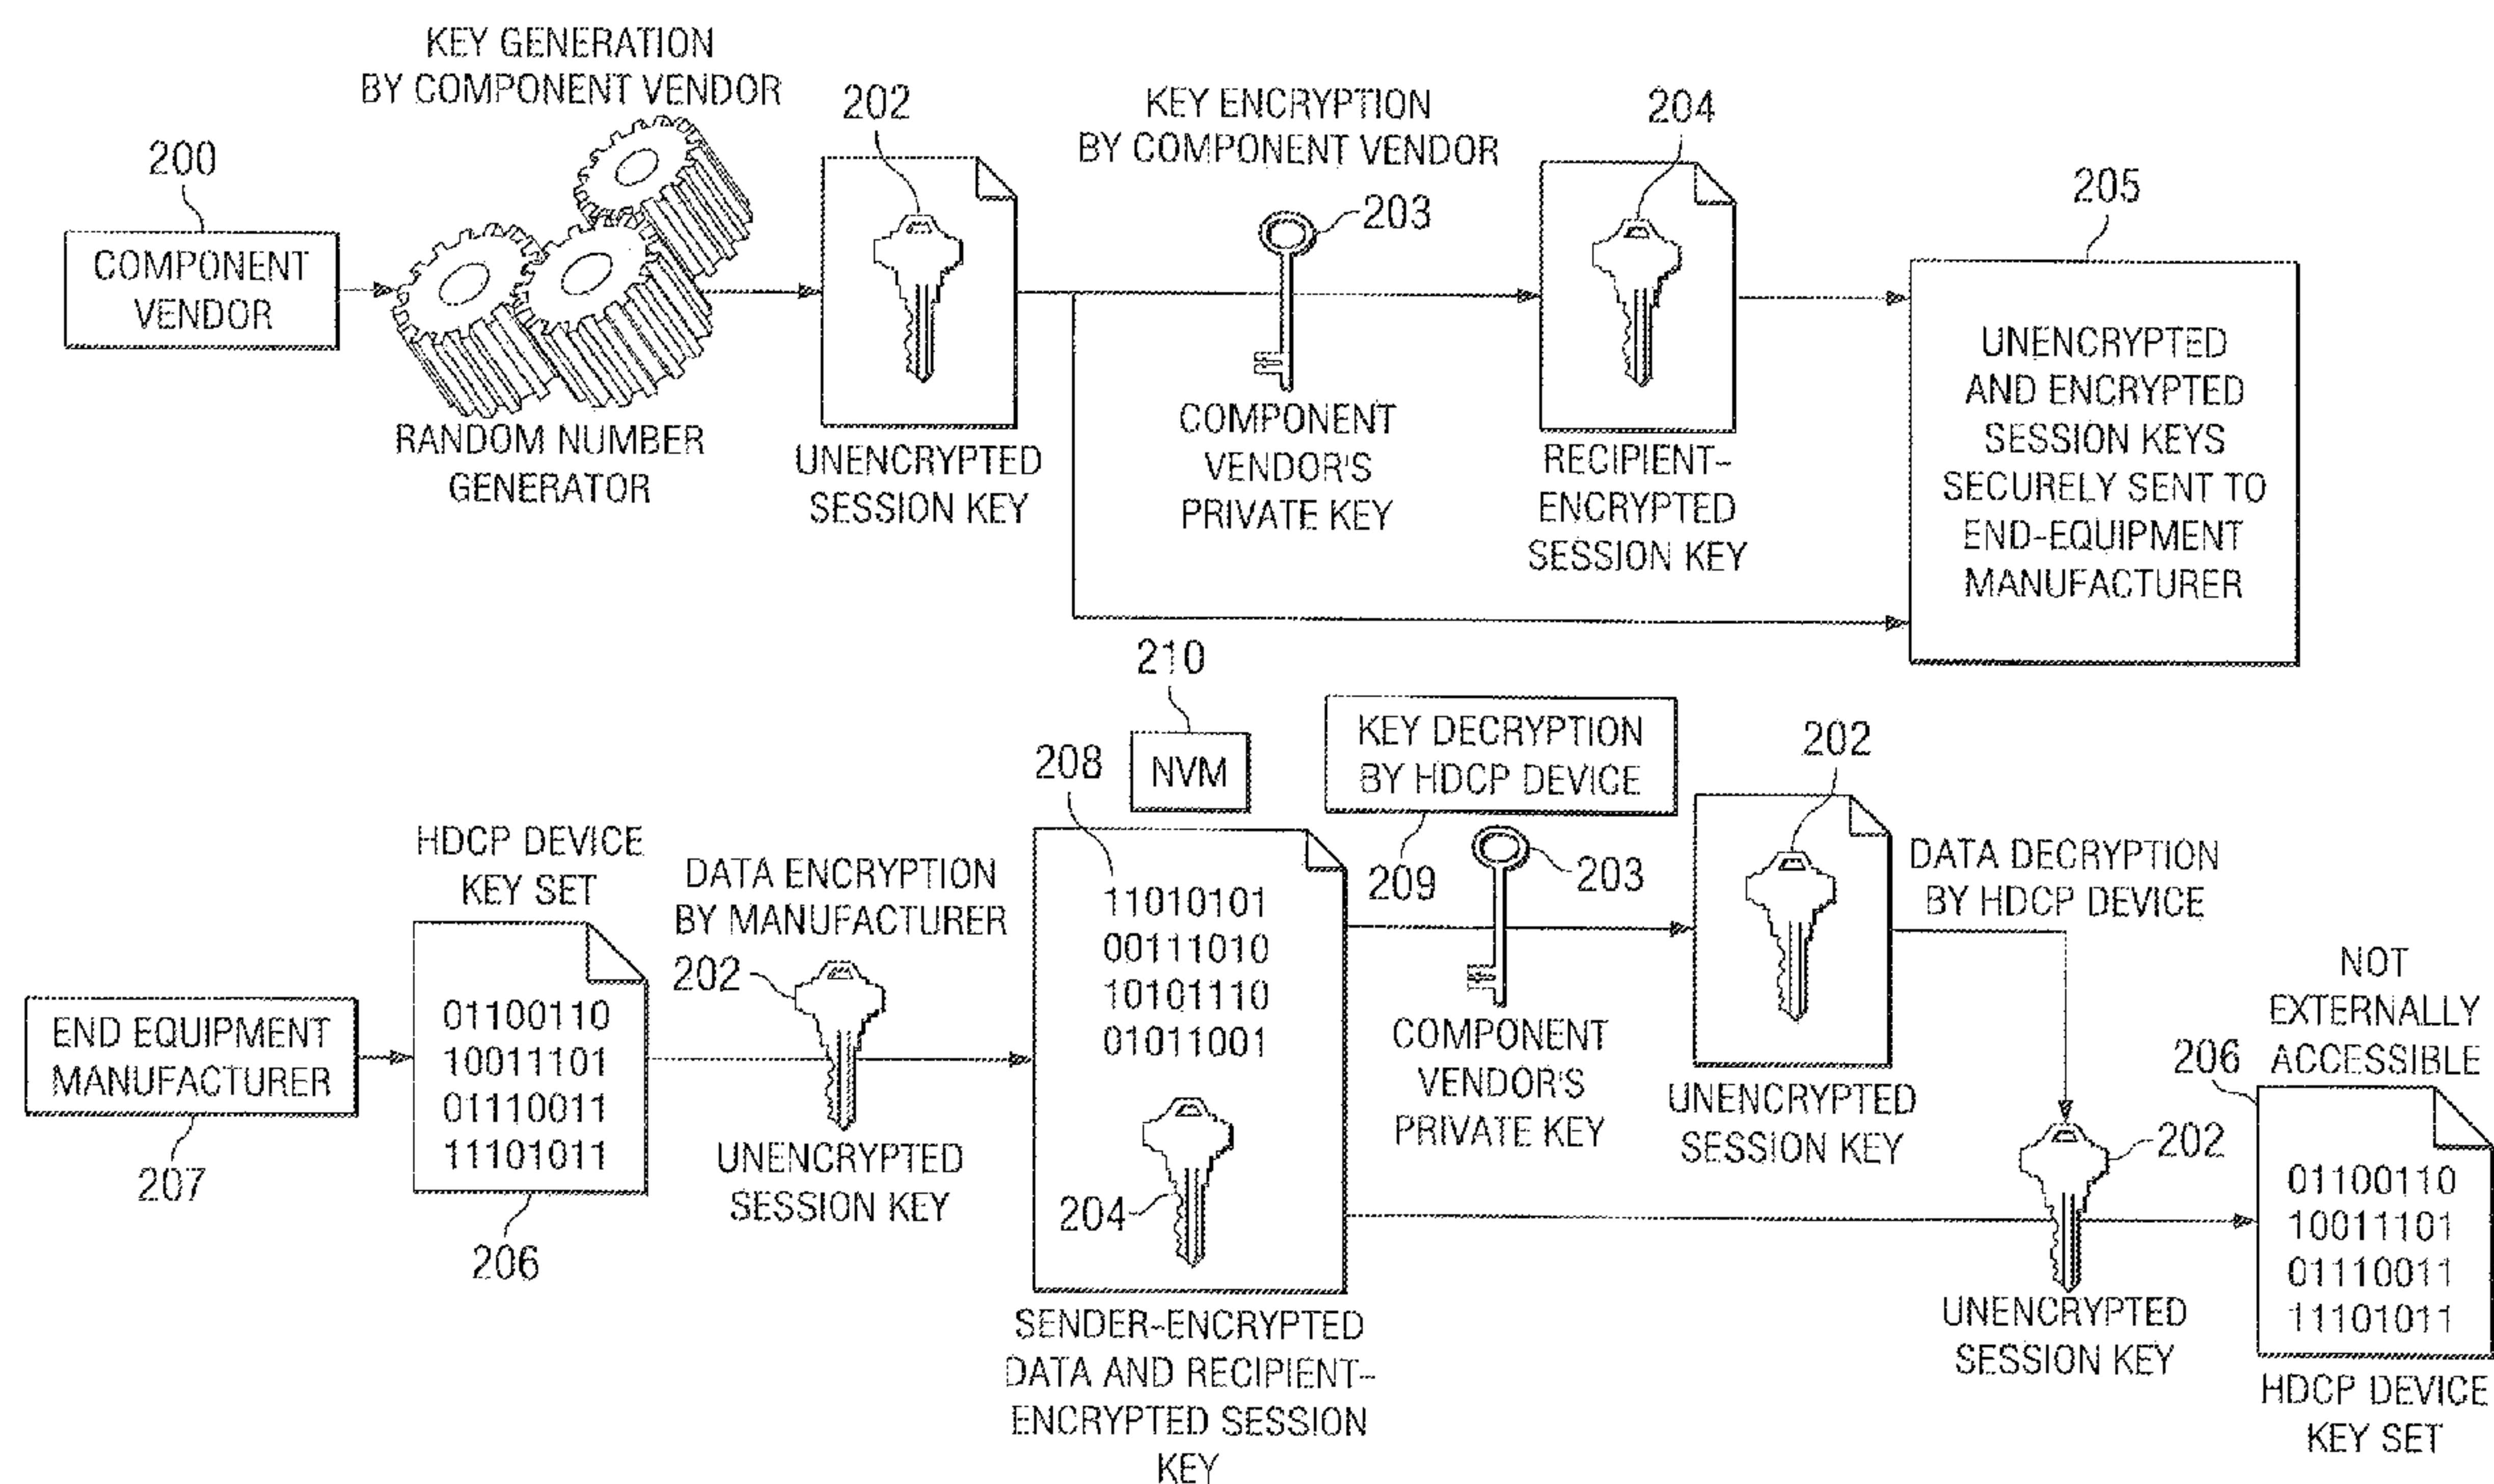 KEY GENERATION
BY COMPONENT VENDOR
200
COMPONENT
VENDOR
RANDOM NUMBER
GENERATOR
202
UNENCRYPTED
SESSION KEY
KEY ENCRYPTION
BY COMPONENT VENDOR
203
COMPONENT
VENDOR'S
PRIVATE KEY
204
RECIPIENT-
ENCRYPTED
SESSION KEY
205
UNENCRYPTED
AND ENCRYPTED
SESSION KEYS
SECURELY SENT TO
END-EQUIPMENT
MANUFACTURER
END EQUIPMENT
MANUFACTURER
207
HDCP DEVICE
KEY SET
01100110
10011101
01110011
11101011
206
DATA ENCRYPTION
BY MANUFACTURER
202
UNENCRYPTED
SESSION KEY
210
NVM
208
11010101
00111010
10101110
01011001
204
SENDER-ENCRYPTED
DATA AND RECIPIENT-
ENCRYPTED SESSION
KEY
KEY DECRYPTION
BY HDCP DEVICE
209
203
COMPONENT
VENDOR'S
PRIVATE KEY
202
UNENCRYPTED
SESSION KEY
DATA DECRYPTION
BY HDCP DEVICE
202
UNENCRYPTED
SESSION KEY
NOT
EXTERNALLY
ACCESSIBLE
206
01100110
10011101
01110011
11101011
HDCP DEVICE
KEY SET